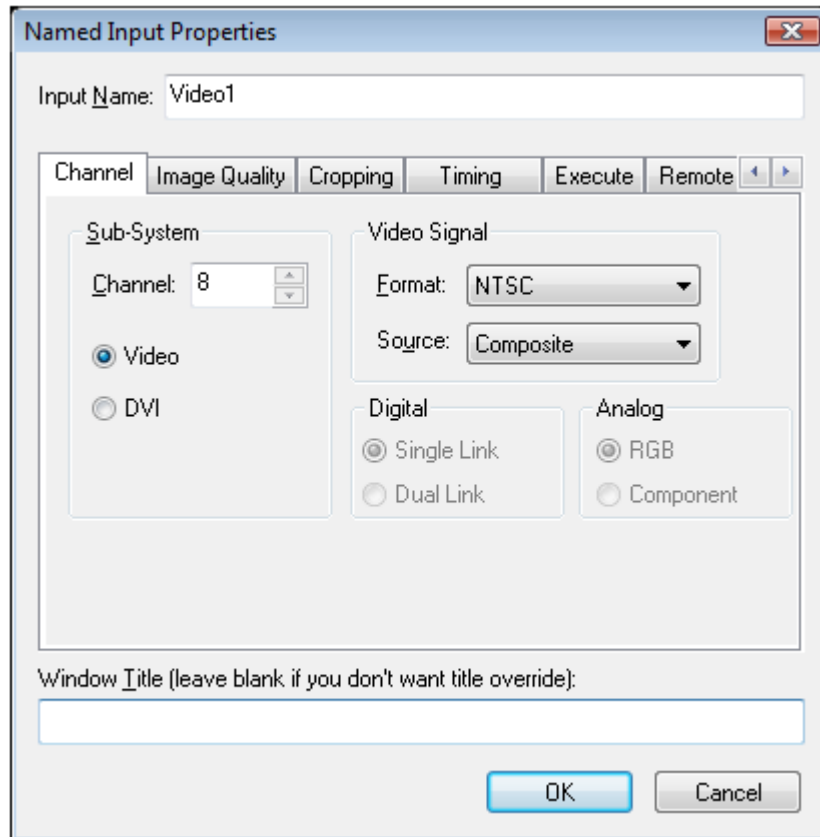 Named Input Properties
Input Name: Video1
Channel Image Quality Cropping Timing Execute Remote
Sub-System
Channel: 8
Video
DVI
Video Signal
Format: NTSC
Source: Composite
Digital
Single Link
Dual Link
Analog
RGB
Component
Window Title (leave blank if you don't want title override):
OK Cancel